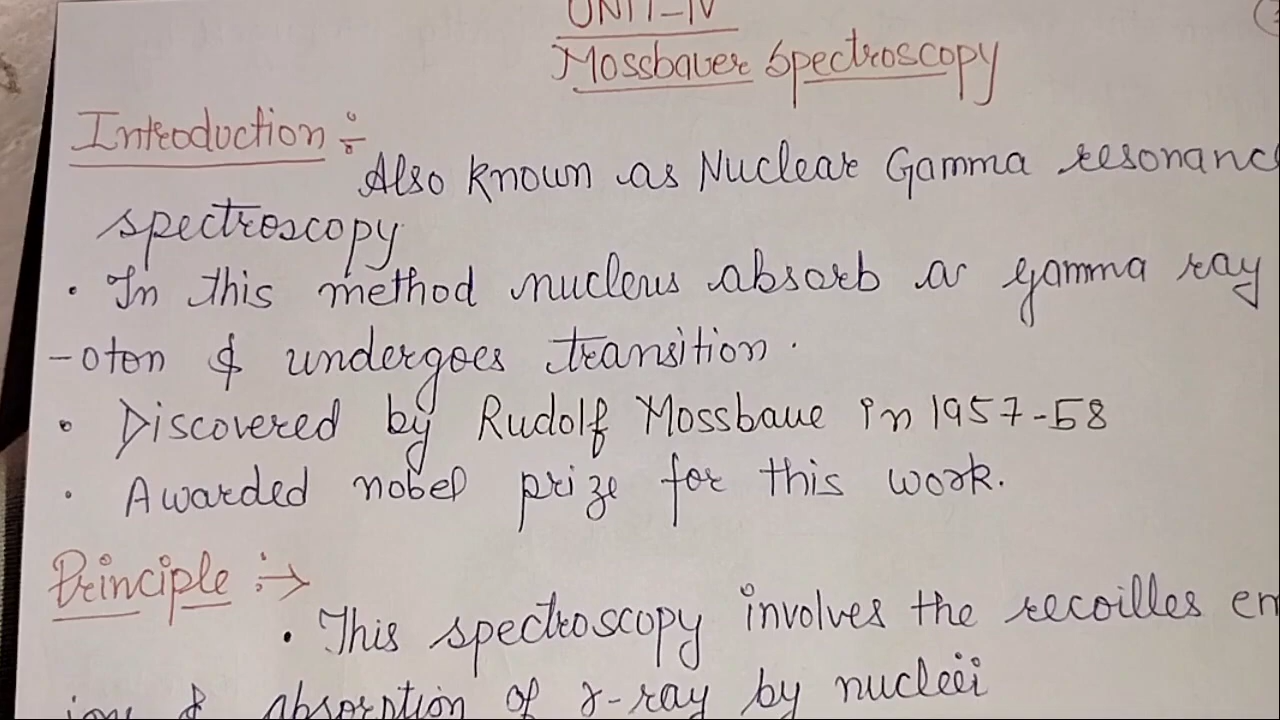 UNIT-IV
Mossbauer Spectroscopy
Introduction :-
Also known as Nuclear Gamma resonanc
spectroscopy
• In this method nucleus absorb a gamma ray
-oton & undergoes transition.
• Discovered by Rudolf Mossbaue in 1957-58
• Awarded nobel prize for this work.
Principle :→
• This spectroscopy involves the recoilles em
ions & absorption of γ-ray by nucleii